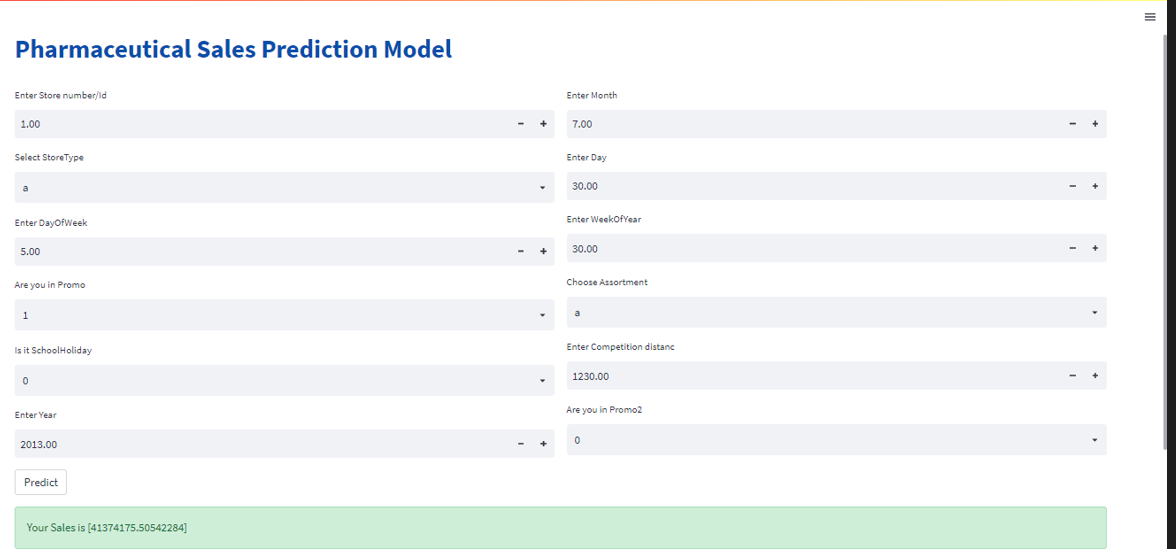 Pharmaceutical Sales Prediction Model
Enter Store number/Id
1.00
Select StoreType
a
Enter DayOfWeek
5.00
Are you in Promo
1
Is it SchoolHoliday
0
Enter Year
2013.00
Enter Month
7.00
Enter Day
30.00
Enter WeekOfYear
30.00
Choose Assortment
a
Enter Competition distanc
1230.00
Are you in Promo2
0
Predict
Your Sales is [41374175.50542284]